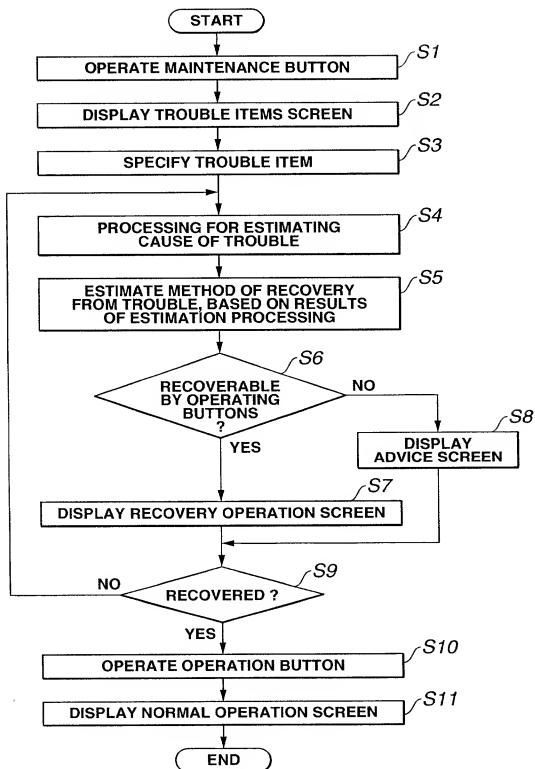 START
S1
OPERATE MAINTENANCE BUTTON
S2
DISPLAY TROUBLE ITEMS SCREEN
S3
SPECIFY TROUBLE ITEM
S4
PROCESSING FOR ESTIMATING
CAUSE OF TROUBLE
S5
ESTIMATE METHOD OF RECOVERY
FROM TROUBLE, BASED ON RESULTS
OF ESTIMATION PROCESSING
S6
RECOVERABLE
BY OPERATING
BUTTONS
?
NO
YES
S8
DISPLAY
ADVICE SCREEN
S7
DISPLAY RECOVERY OPERATION SCREEN
S9
RECOVERED ?
NO
YES
S10
OPERATE OPERATION BUTTON
S11
DISPLAY NORMAL OPERATION SCREEN
END